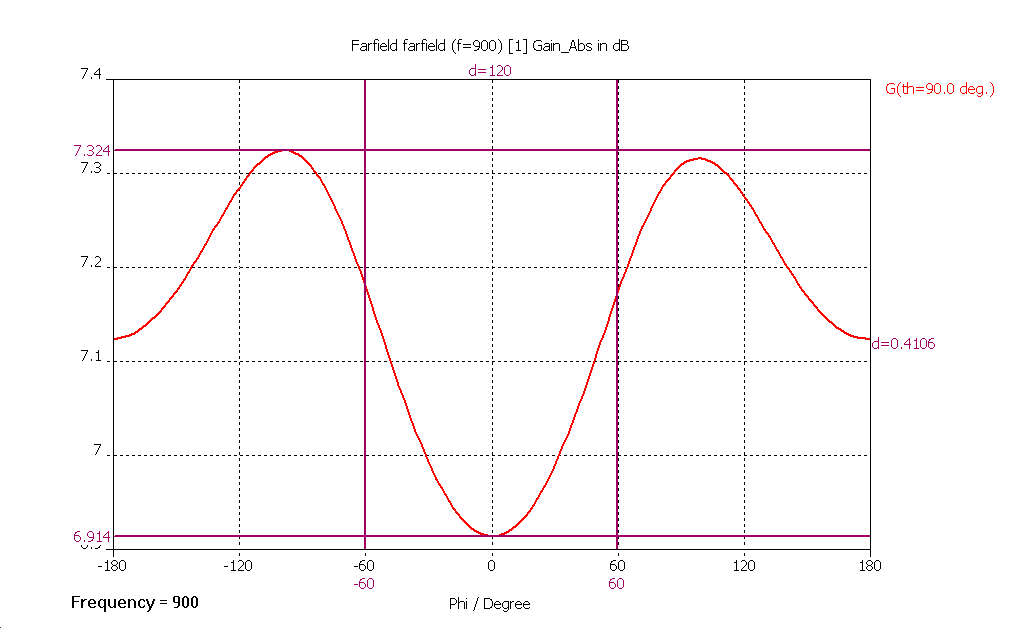 Farfield farfield (f=900) [1] Gain_Abs in dB
d=120
7.4
G(th=90.0 deg.)
7.324
7.3
7.2
7.1
d=0.4106
7
6.914
-180 -120 -60 0 60 120 180
-60 60
Frequency = 900
Phi / Degree